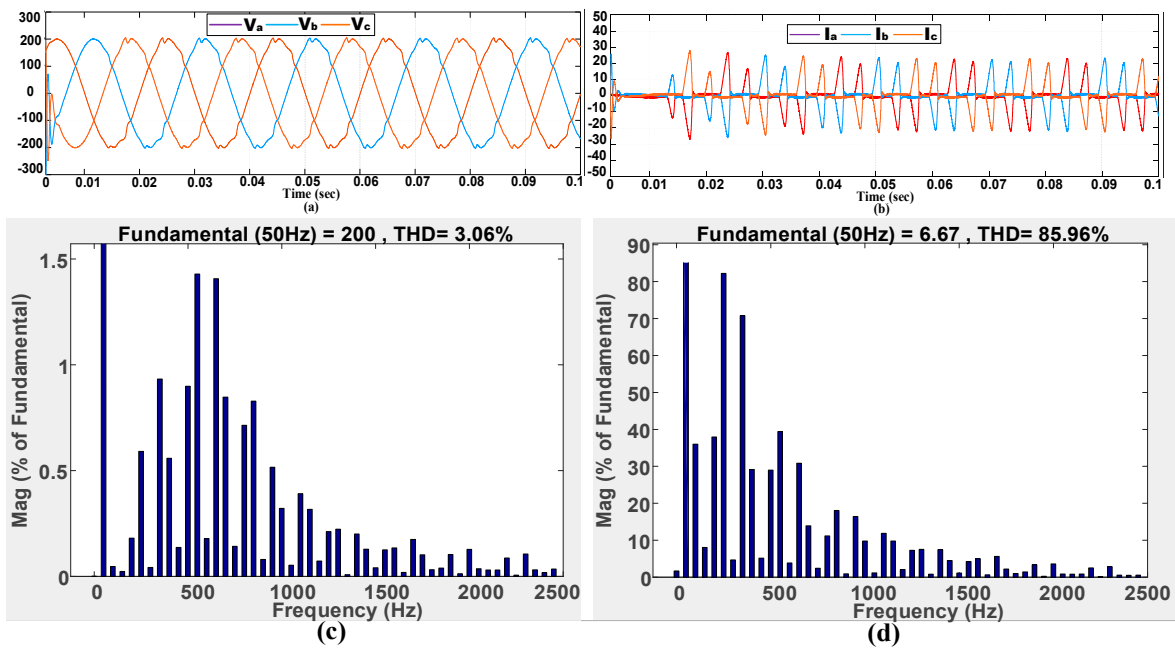 Va Vb Vc
200
100
0
-100
-200
-300
0 0.01 0.02 0.03 0.04 0.05 0.06 0.07 0.08 0.09 0.1
Time (sec)
(a)
Ia Ib Ic
50
40
30
20
10
0
-10
-20
-30
-40
-50
0 0.01 0.02 0.03 0.04 0.05 0.06 0.07 0.08 0.09 0.1
Time (sec)
(b)
Fundamental (50Hz) = 200 , THD= 3.06%
Mag (% of Fundamental)
1.5
1
0.5
0
0 500 1000 1500 2000 2500
Frequency (Hz)
(c)
Fundamental (50Hz) = 6.67 , THD= 85.96%
Mag (% of Fundamental)
90
80
70
60
50
40
30
20
10
0
0 500 1000 1500 2000 2500
Frequency (Hz)
(d)